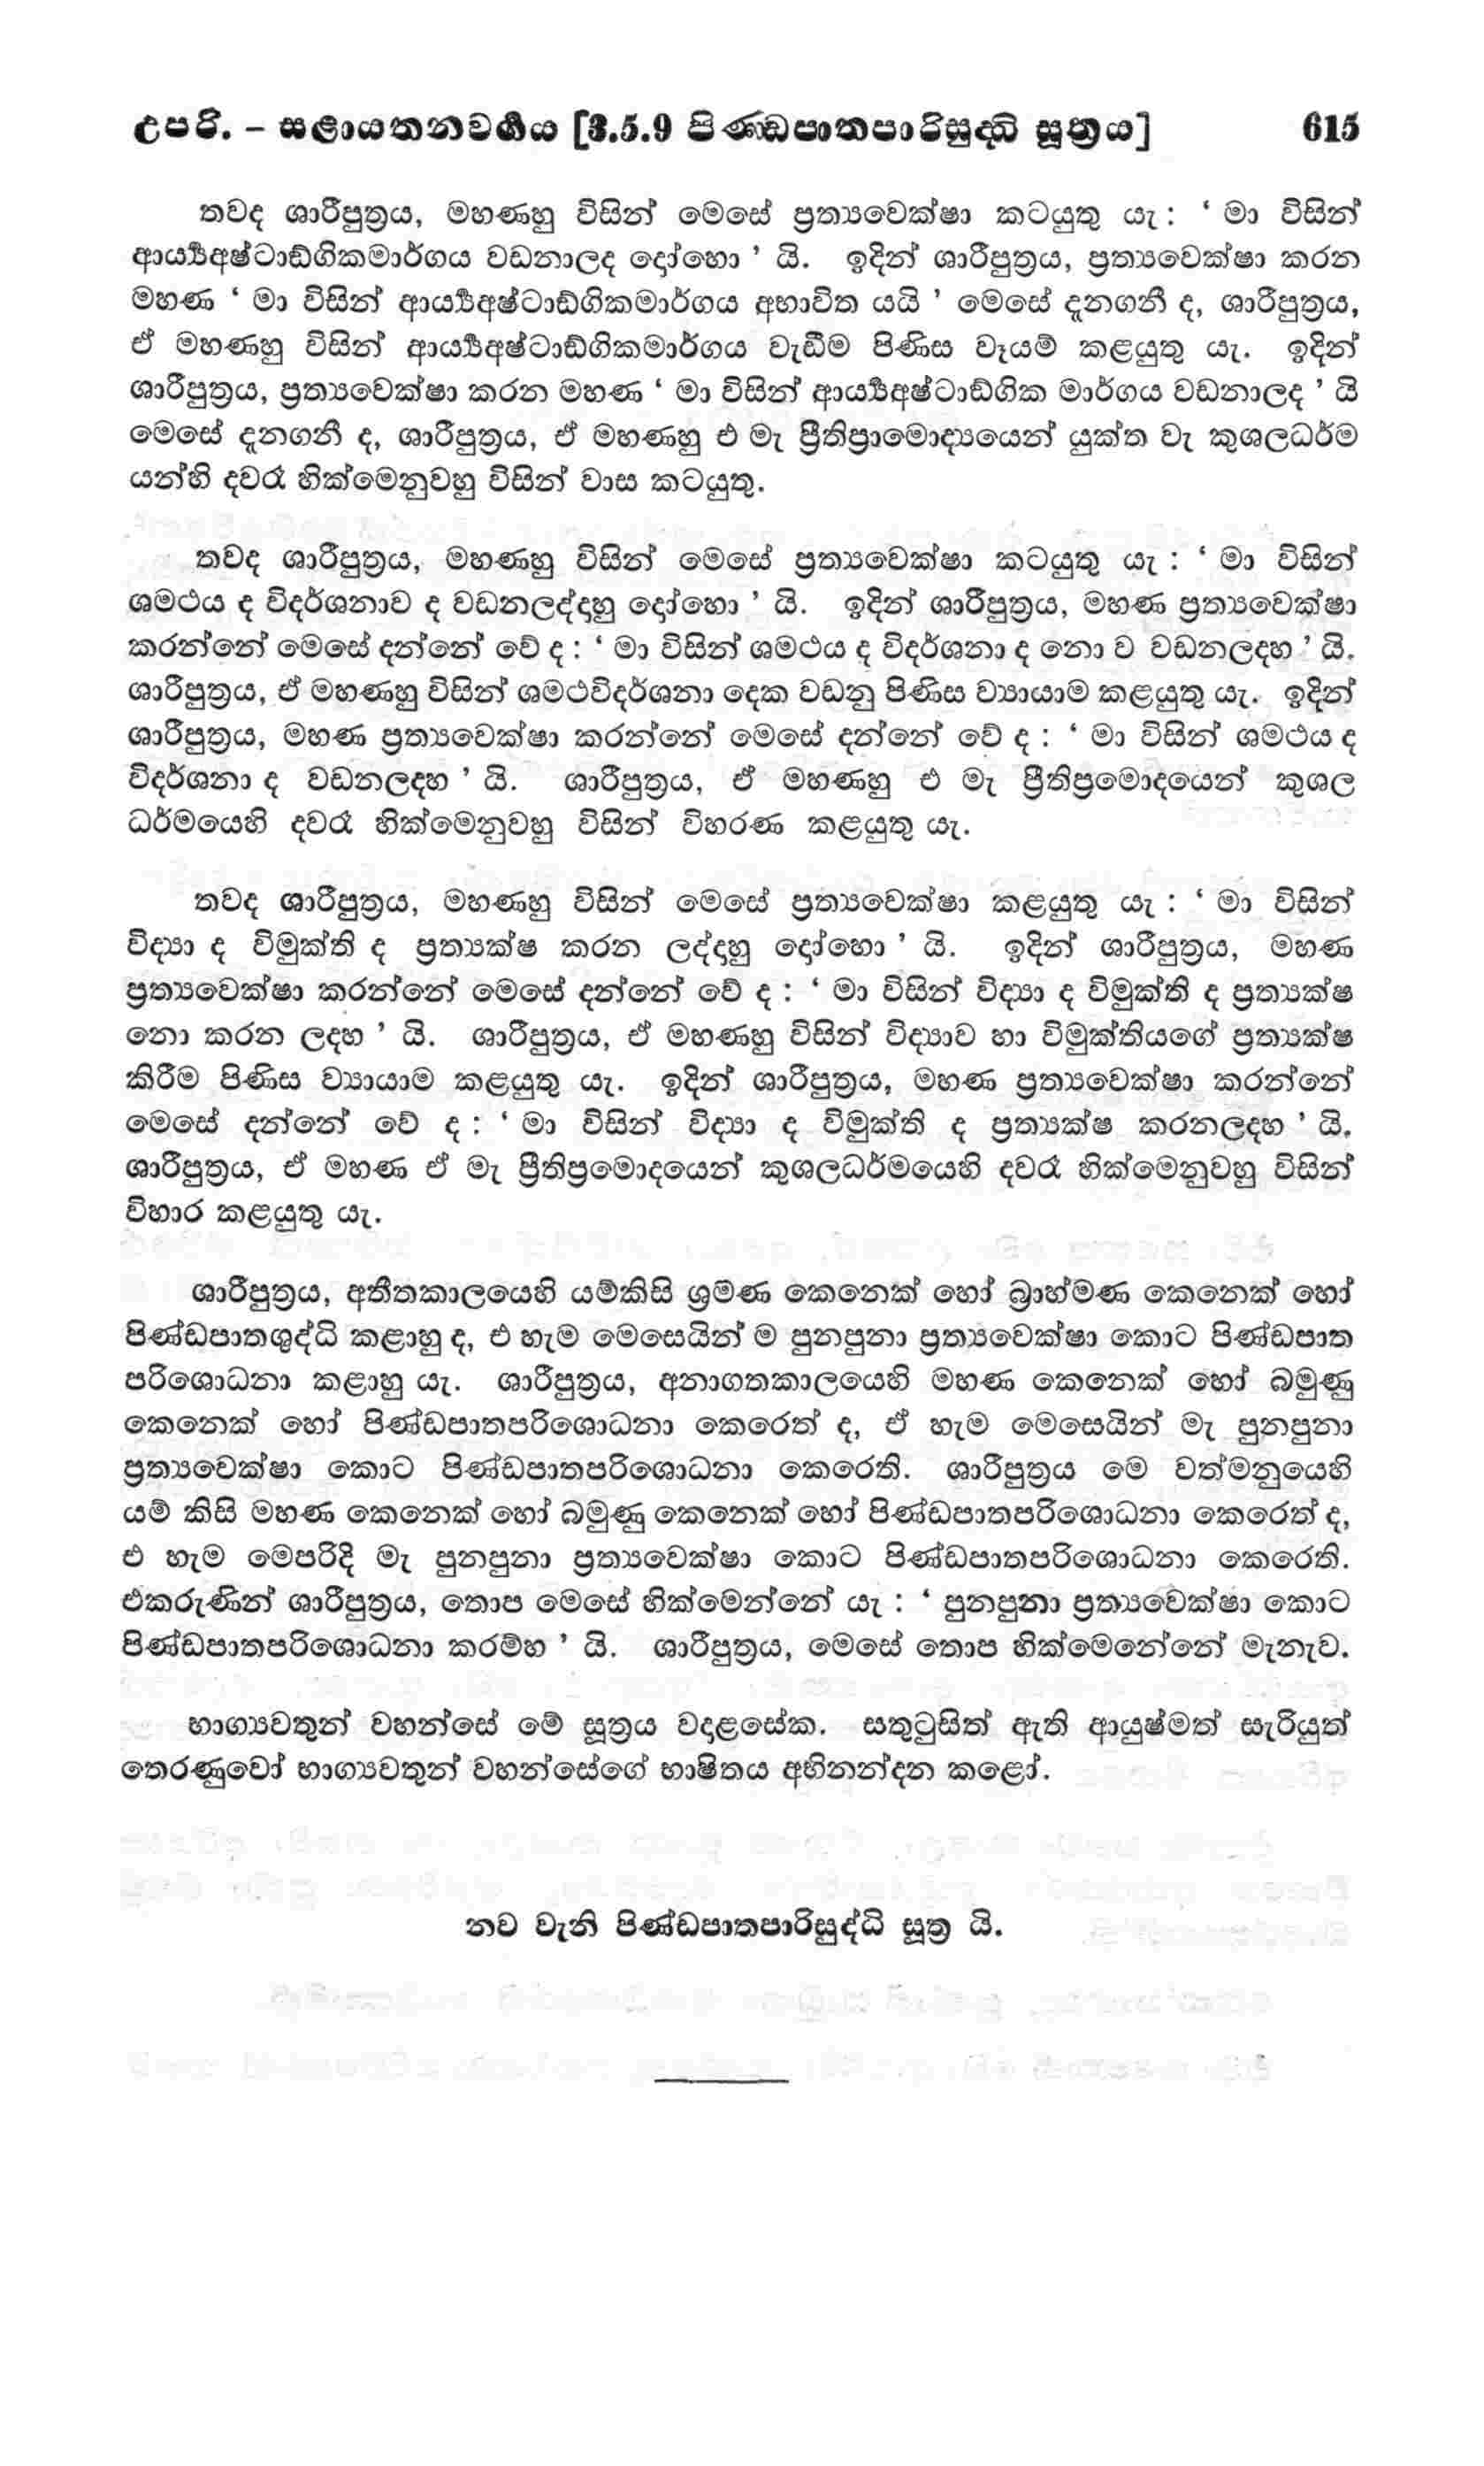 උපරි. – සළායතනවර්‍ගය [3.5.9 පිණ්ඩපාතපාරිසුද්ධි සූත්‍රය] 615
තවද ශාරීපුත්‍රය, මහණහු විසින් මෙසේ ප්‍රත්‍යවෙක්ෂා කටයුතු යැ : ‘ මා විසින්
ආර්‍ය්‍යඅෂ්ටාඞ්ගිකමාර්ගය වඩනාලද දෝහො ’ යි. ඉදින් ශාරීපුත්‍රය, ප්‍රත්‍යවෙක්ෂා කරන
මහණ ‘ මා විසින් ආර්‍ය්‍යඅෂ්ටාඞ්ගිකමාර්ගය අභාවිත යයි ’ මෙසේ දැනගනී ද, ශාරීපුත්‍රය,
ඒ මහණහු විසින් ආර්‍ය්‍යඅෂ්ටාඞ්ගිකමාර්ගය වැඩීම පිණිස වෑයම් කළයුතු යැ. ඉදින්
ශාරීපුත්‍රය, ප්‍රත්‍යවෙක්ෂා කරන මහණ ‘ මා විසින් ආර්‍ය්‍යඅෂ්ටාඞ්ගික මාර්ගය වඩනාලද ’ යි
මෙසේ දැනගනී ද, ශාරීපුත්‍රය, ඒ මහණහු එ මැ ප්‍රීතිප්‍රාමොද්‍යයෙන් යුක්ත වැ කුශලධර්ම
යන්හි දවරෑ හික්මෙනුවහු විසින් වාස කටයුතු.
තවද ශාරීපුත්‍රය, මහණහු විසින් මෙසේ ප්‍රත්‍යවෙක්ෂා කටයුතු යැ : ‘ මා විසින්
ශමථය ද විදර්ශනාව ද වඩනලද්දාහු දෝහො ’ යි. ඉදින් ශාරීපුත්‍රය, මහණ ප්‍රත්‍යවෙක්ෂා
කරන්නේ මෙසේ දන්නේ වේ ද : ‘ මා විසින් ශමථය ද විදර්ශනා ද නො ව වඩනලදහ ’ යි.
ශාරීපුත්‍රය, ඒ මහණහු විසින් ශමථවිදර්ශනා දෙක වඩනු පිණිස ව්‍යායාම කළයුතු යැ. ඉදින්
ශාරීපුත්‍රය, මහණ ප්‍රත්‍යවෙක්ෂා කරන්නේ මෙසේ දන්නේ වේ ද : ‘ මා විසින් ශමථය ද
විදර්ශනා ද වඩනලදහ ’ යි. ශාරීපුත්‍රය, ඒ මහණහු එ මැ ප්‍රීතිප්‍රමොදයෙන් කුශල
ධර්මයෙහි දවරෑ හික්මෙනුවහු විසින් විහරණ කළයුතු යැ.
තවද ශාරීපුත්‍රය, මහණහු විසින් මෙසේ ප්‍රත්‍යවෙක්ෂා කළයුතු යැ : ‘ මා විසින්
විද්‍යා ද විමුක්ති ද ප්‍රත්‍යක්ෂ කරන ලද්දාහු දෝහො ’ යි. ඉදින් ශාරීපුත්‍රය, මහණ
ප්‍රත්‍යවෙක්ෂා කරන්නේ මෙසේ දන්නේ වේ ද : ‘ මා විසින් විද්‍යා ද විමුක්ති ද ප්‍රත්‍යක්ෂ
නො කරන ලදහ ’ යි. ශාරීපුත්‍රය, ඒ මහණහු විසින් විද්‍යාව හා විමුක්තියගේ ප්‍රත්‍යක්ෂ
කිරීම පිණිස ව්‍යායාම කළයුතු යැ. ඉදින් ශාරීපුත්‍රය, මහණ ප්‍රත්‍යවෙක්ෂා කරන්නේ
මෙසේ දන්නේ වේ ද : ‘ මා විසින් විද්‍යා ද විමුක්ති ද ප්‍රත්‍යක්ෂ කරනලදහ ’ යි.
ශාරීපුත්‍රය, ඒ මහණ ඒ මැ ප්‍රීතිප්‍රමොදයෙන් කුශලධර්මයෙහි දවරෑ හික්මෙනුවහු විසින්
විහාර කළයුතු යැ.
ශාරීපුත්‍රය, අතීතකාලයෙහි යම්කිසි ශ්‍රමණ කෙනෙක් හෝ බ්‍රාහ්මණ කෙනෙක් හෝ
පිණ්ඩපාතශුද්ධි කළාහු ද, එ හැම මෙසෙයින් ම පුනපුනා ප්‍රත්‍යවෙක්ෂා කොට පිණ්ඩපාත
පරිශොධනා කළාහු යැ. ශාරීපුත්‍රය, අනාගතකාලයෙහි මහණ කෙනෙක් හෝ බමුණු
කෙනෙක් හෝ පිණ්ඩපාතපරිශොධනා කෙරෙත් ද, ඒ හැම මෙසෙයින් මැ පුනපුනා
ප්‍රත්‍යවෙක්ෂා කොට පිණ්ඩපාතපරිශොධනා කෙරෙති. ශාරීපුත්‍රය මෙ වත්මනුයෙහි
යම් කිසි මහණ කෙනෙක් හෝ බමුණු කෙනෙක් හෝ පිණ්ඩපාතපරිශොධනා කෙරෙත් ද,
එ හැම මෙපරිදි මැ පුනපුනා ප්‍රත්‍යවෙක්ෂා කොට පිණ්ඩපාතපරිශොධනා කෙරෙති.
එකරුණින් ශාරීපුත්‍රය, තොප මෙසේ හික්මෙන්නේ යැ : ‘ පුනපුනා ප්‍රත්‍යවෙක්ෂා කොට
පිණ්ඩපාතපරිශොධනා කරම්හ ’ යි. ශාරීපුත්‍රය, මෙසේ තොප හික්මෙනේනේ මැනැව.
භාග්‍යවතුන් වහන්සේ මේ සූත්‍රය වදාළසේක. සතුටුසිත් ඇති ආයුෂ්මත් සැරියුත්
තෙරණුවෝ භාග්‍යවතුන් වහන්සේගේ භාෂිතය අභිනන්දන කළෝ.
නව වැනි පිණ්ඩපාතපාරිසුද්ධි සූත්‍ර යි.